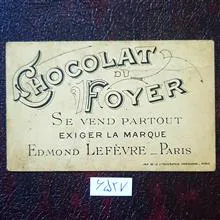 CHOCOLAT
DU
FOYER
SE VEND PARTOUT
EXIGER LA MARQUE
EDMOND LEFÈVRE _ PARIS